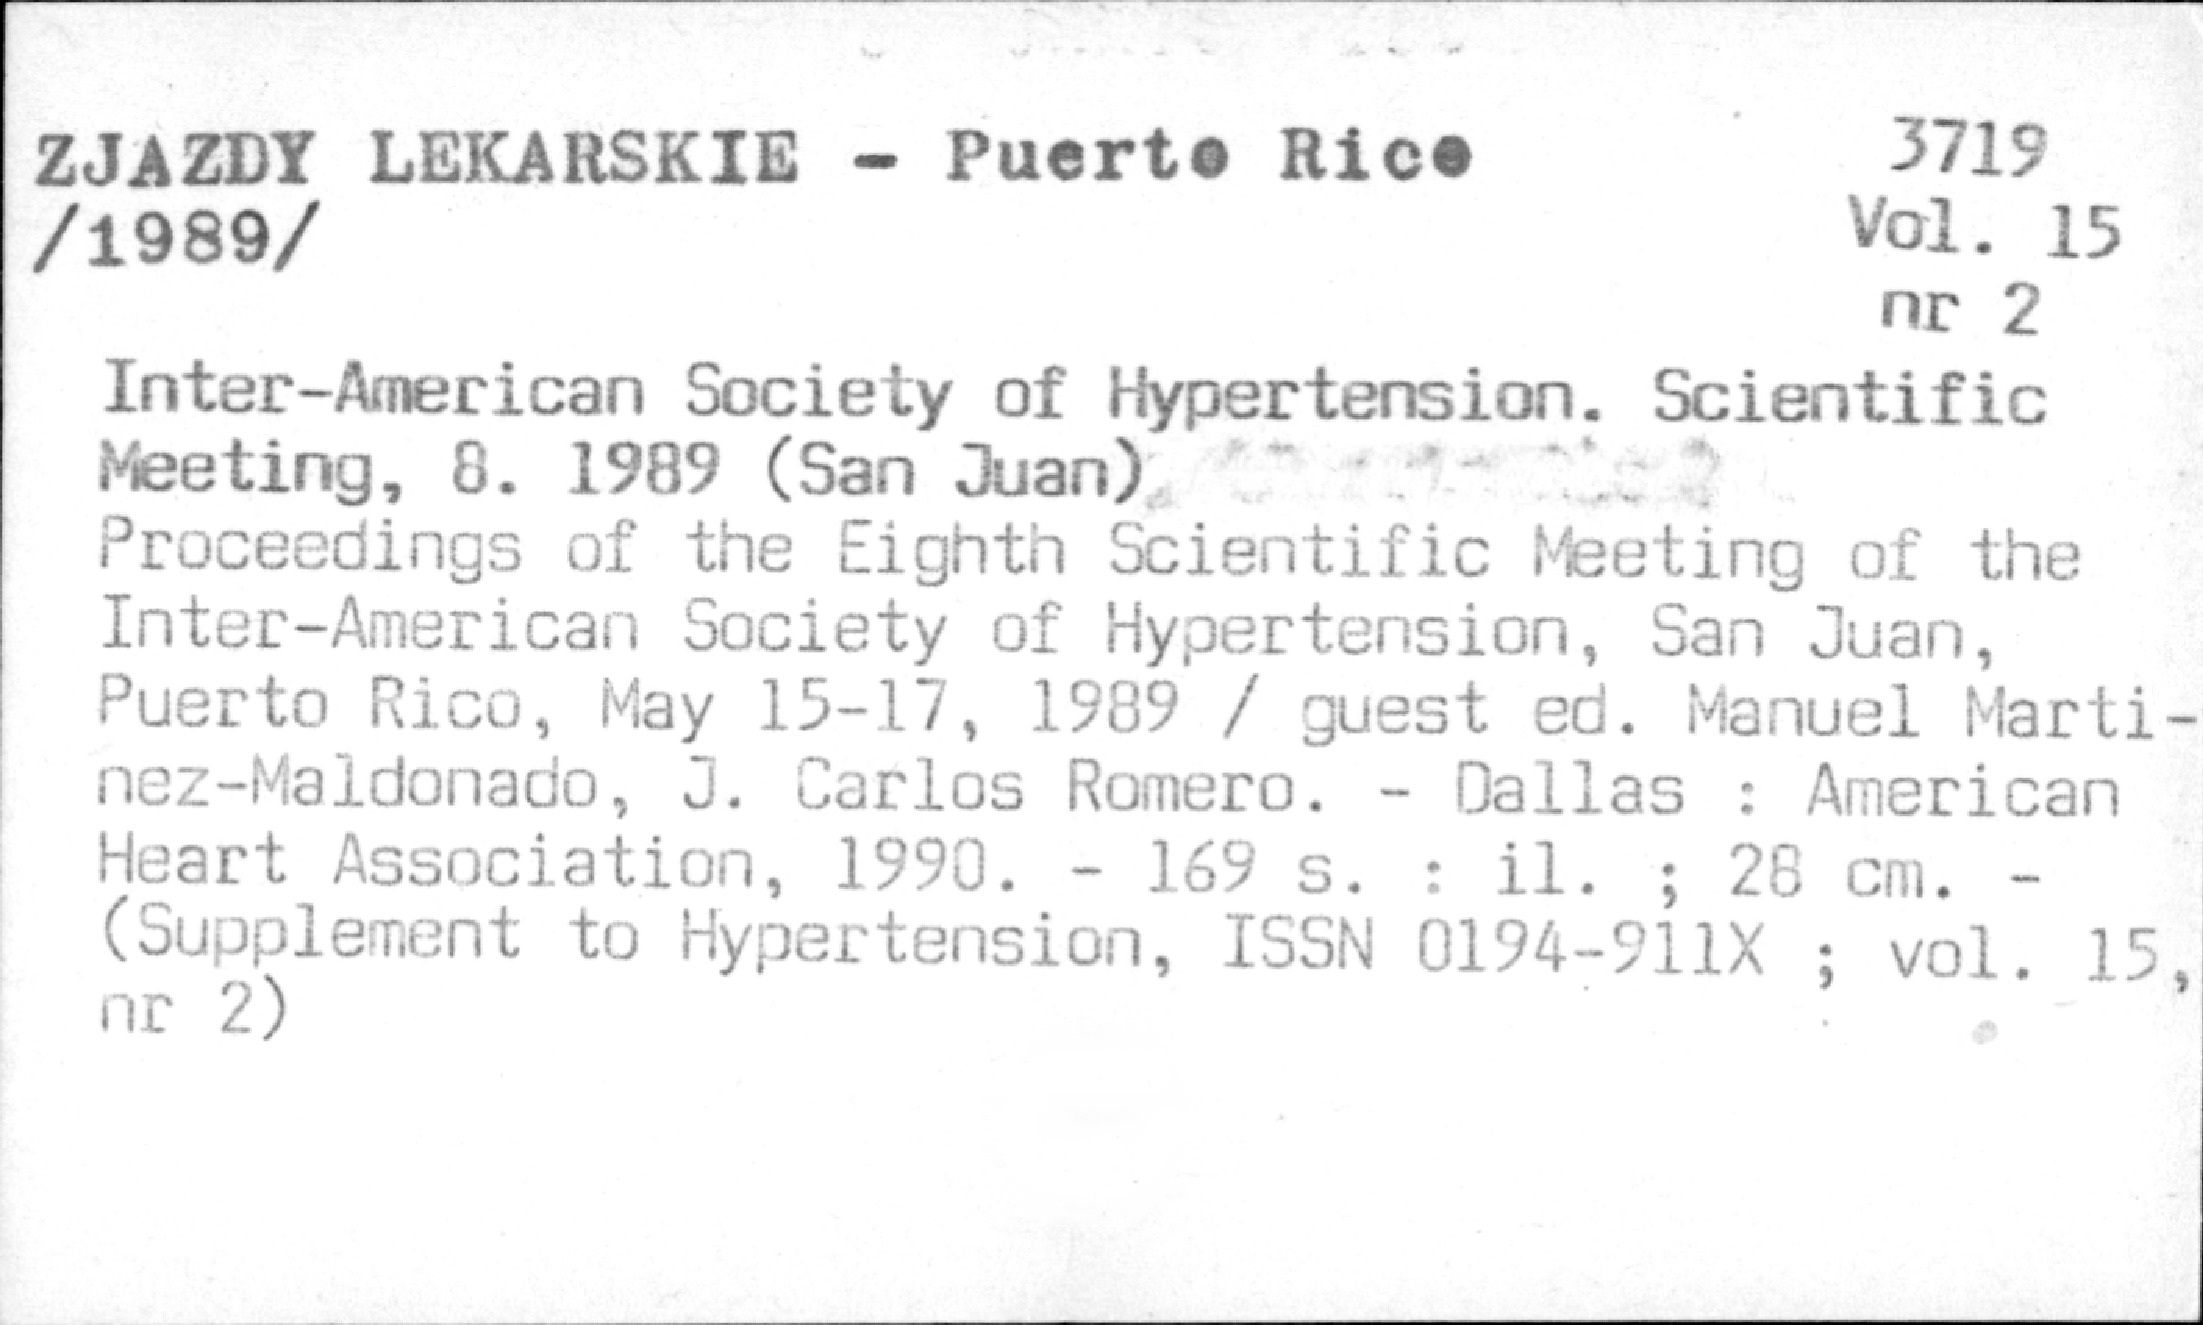 ZJAZDY LEKARSKIE - Puerto Rico
/1989/
3719
Vol. 15
nr 2
Inter-American Society of Hypertension. Scientific
Meeting, 8. 1989 (San Juan)
Proceedings of the Eighth Scientific Meeting of the
Inter-American Society of Hypertension, San Juan,
Puerto Rico, May 15-17, 1989 / guest ed. Manuel Marti-
nez-Maldonado, J. Carlos Romero. - Dallas : American
Heart Association, 1990. - 169 s. : il. ; 28 cm. -
(Supplement to Hypertension, ISSN 0194-911X ; vol. 15,
nr 2)